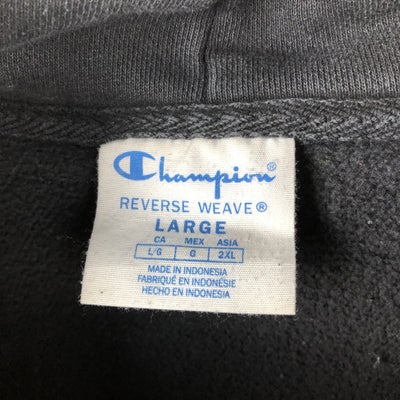 Champion®
REVERSE WEAVE®
LARGE
CA MEX ASIA
L/G G 2XL
MADE IN INDONESIA
FABRIQUÉ EN INDONÉSIE
HECHO EN INDONESIA